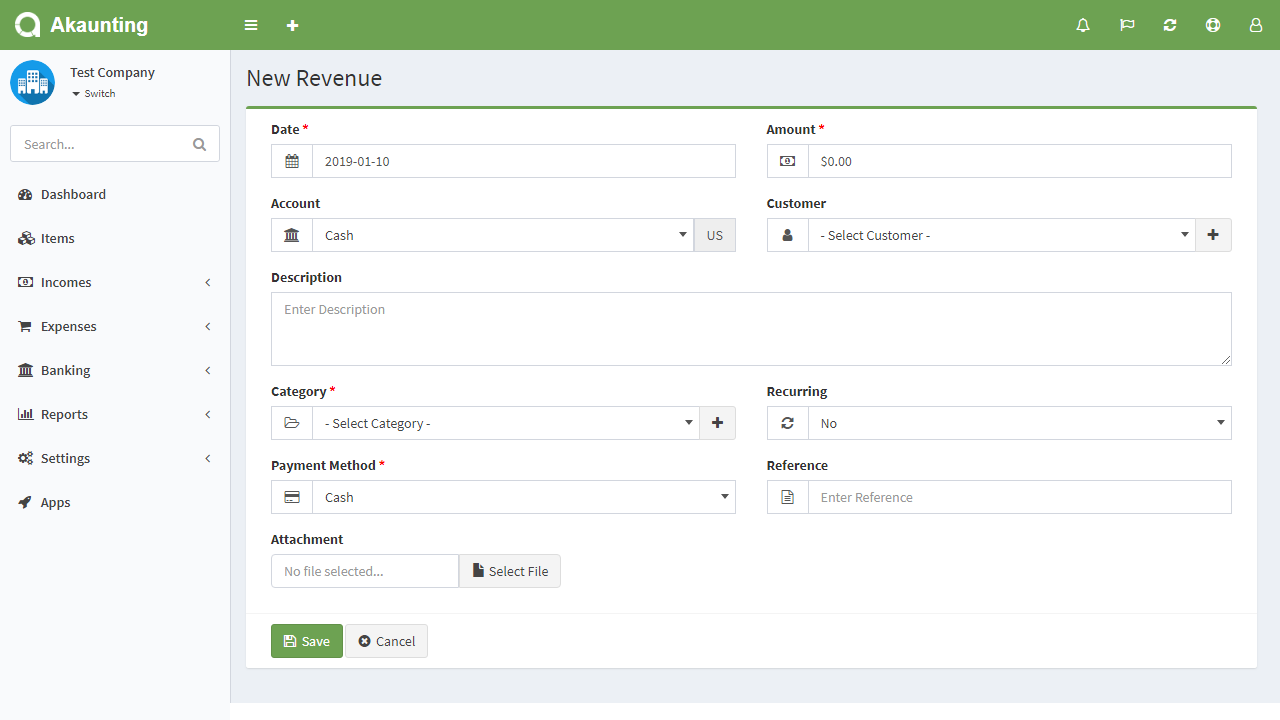 Akaunting
Test Company
Switch
Search...
Dashboard
Items
Incomes
Expenses
Banking
Reports
Settings
Apps
New Revenue
Date * Amount *
2019-01-10 $0.00
Account Customer
Cash US - Select Customer -
Description
Enter Description
Category * Recurring
- Select Category - No
Payment Method * Reference
Cash Enter Reference
Attachment
No file selected... Select File
Save Cancel